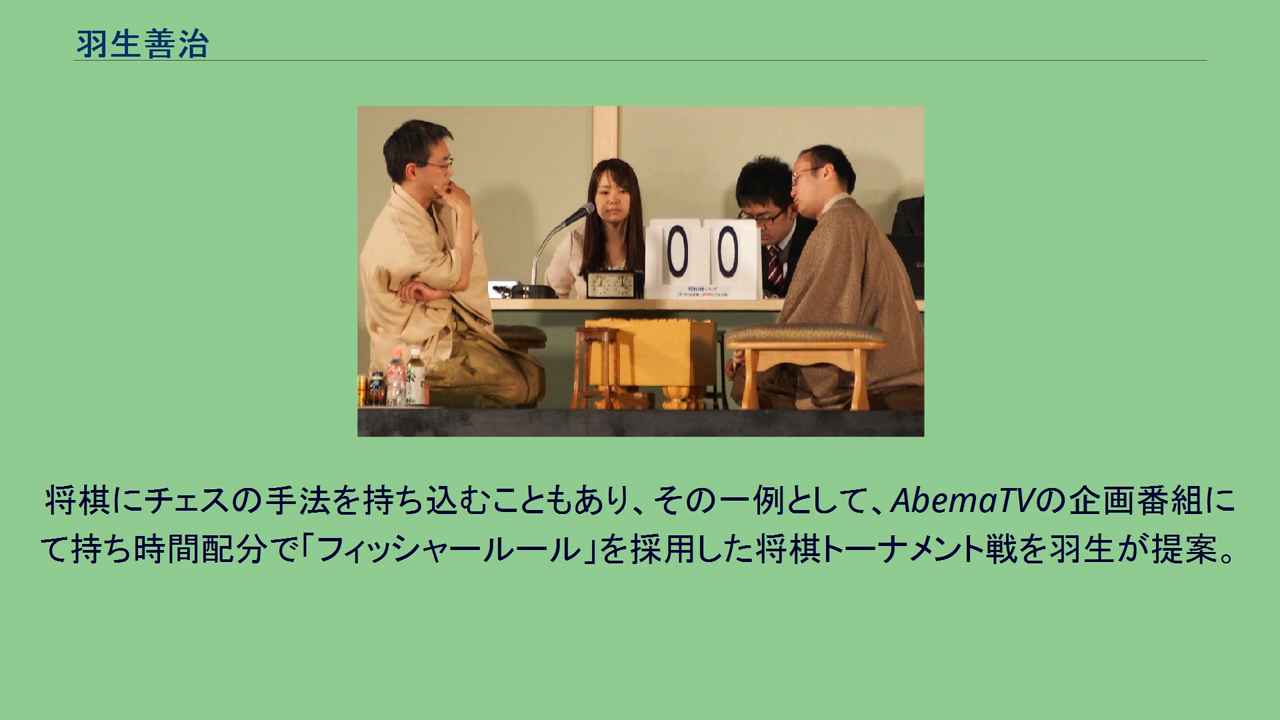 羽生善治
0 0
将棋にチェスの手法を持ち込むこともあり、その一例として、AbemaTVの企画番組に
て持ち時間配分で「フィッシャールール」を採用した将棋トーナメント戦を羽生が提案。